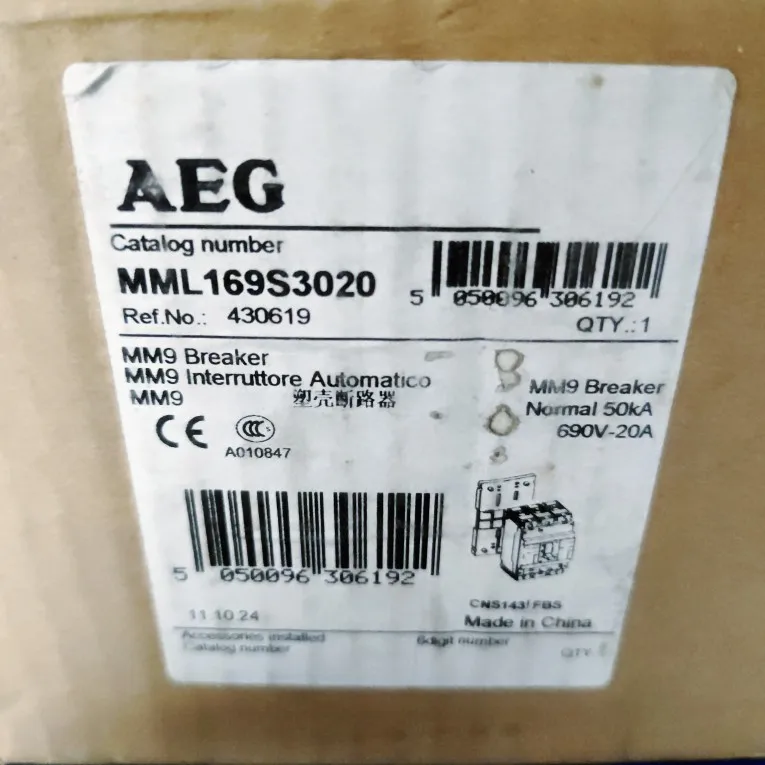 AEG
Catalog number
MML169S3020
5 050096 306192
Ref.No.: 430619
QTY.:1
MM9 Breaker
MM9 Interruttore Automatico
MM9 塑壳断路器
MM9 Breaker
Normal 50kA
690V-20A
CE
CCC
A010847
5 050096 306192
CNS143/FBS
11.10.24
Made in China
Accessories installed
6digit number
Catalog number
QTY.